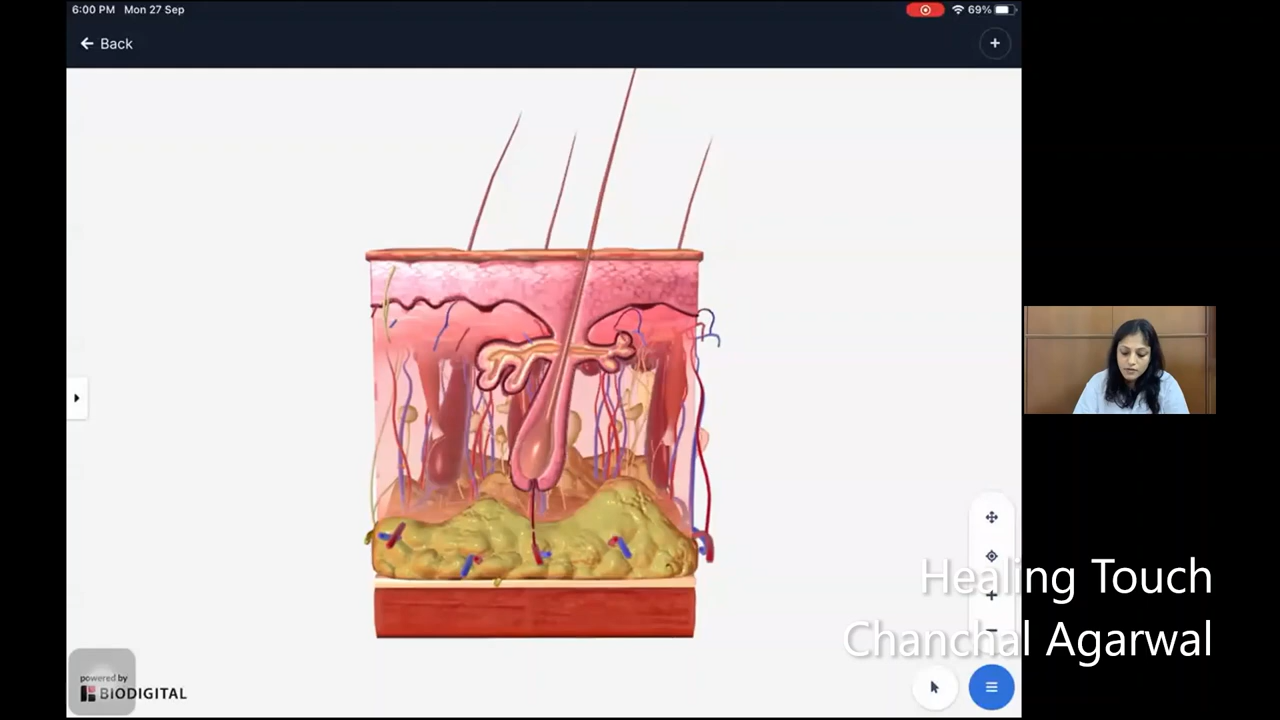 6:00 PM Mon 27 Sep
69%
Back
Healing Touch
Chanchal Agarwal
powered by
BIODIGITAL